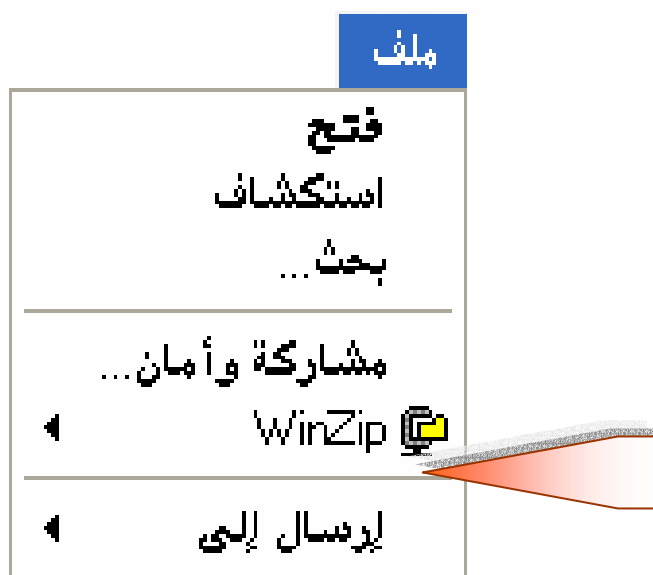 ملف
فتح
استكشاف
بحث...
مشاركة وأمان...
WinZip
إرسال إلى